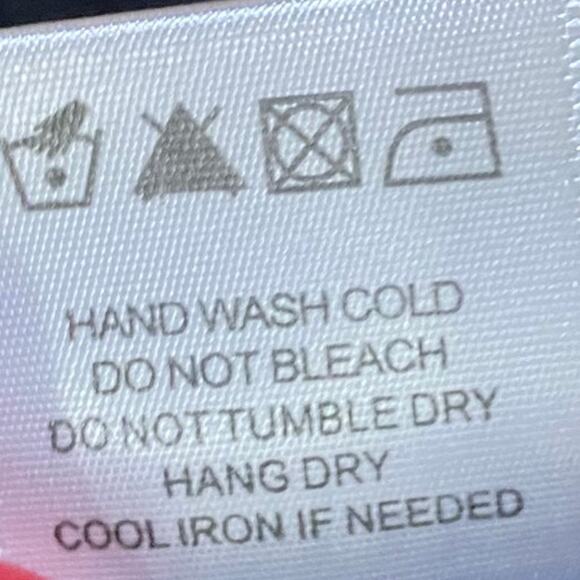 HAND WASH COLD
DO NOT BLEACH
DO NOT TUMBLE DRY
HANG DRY
COOL IRON IF NEEDED